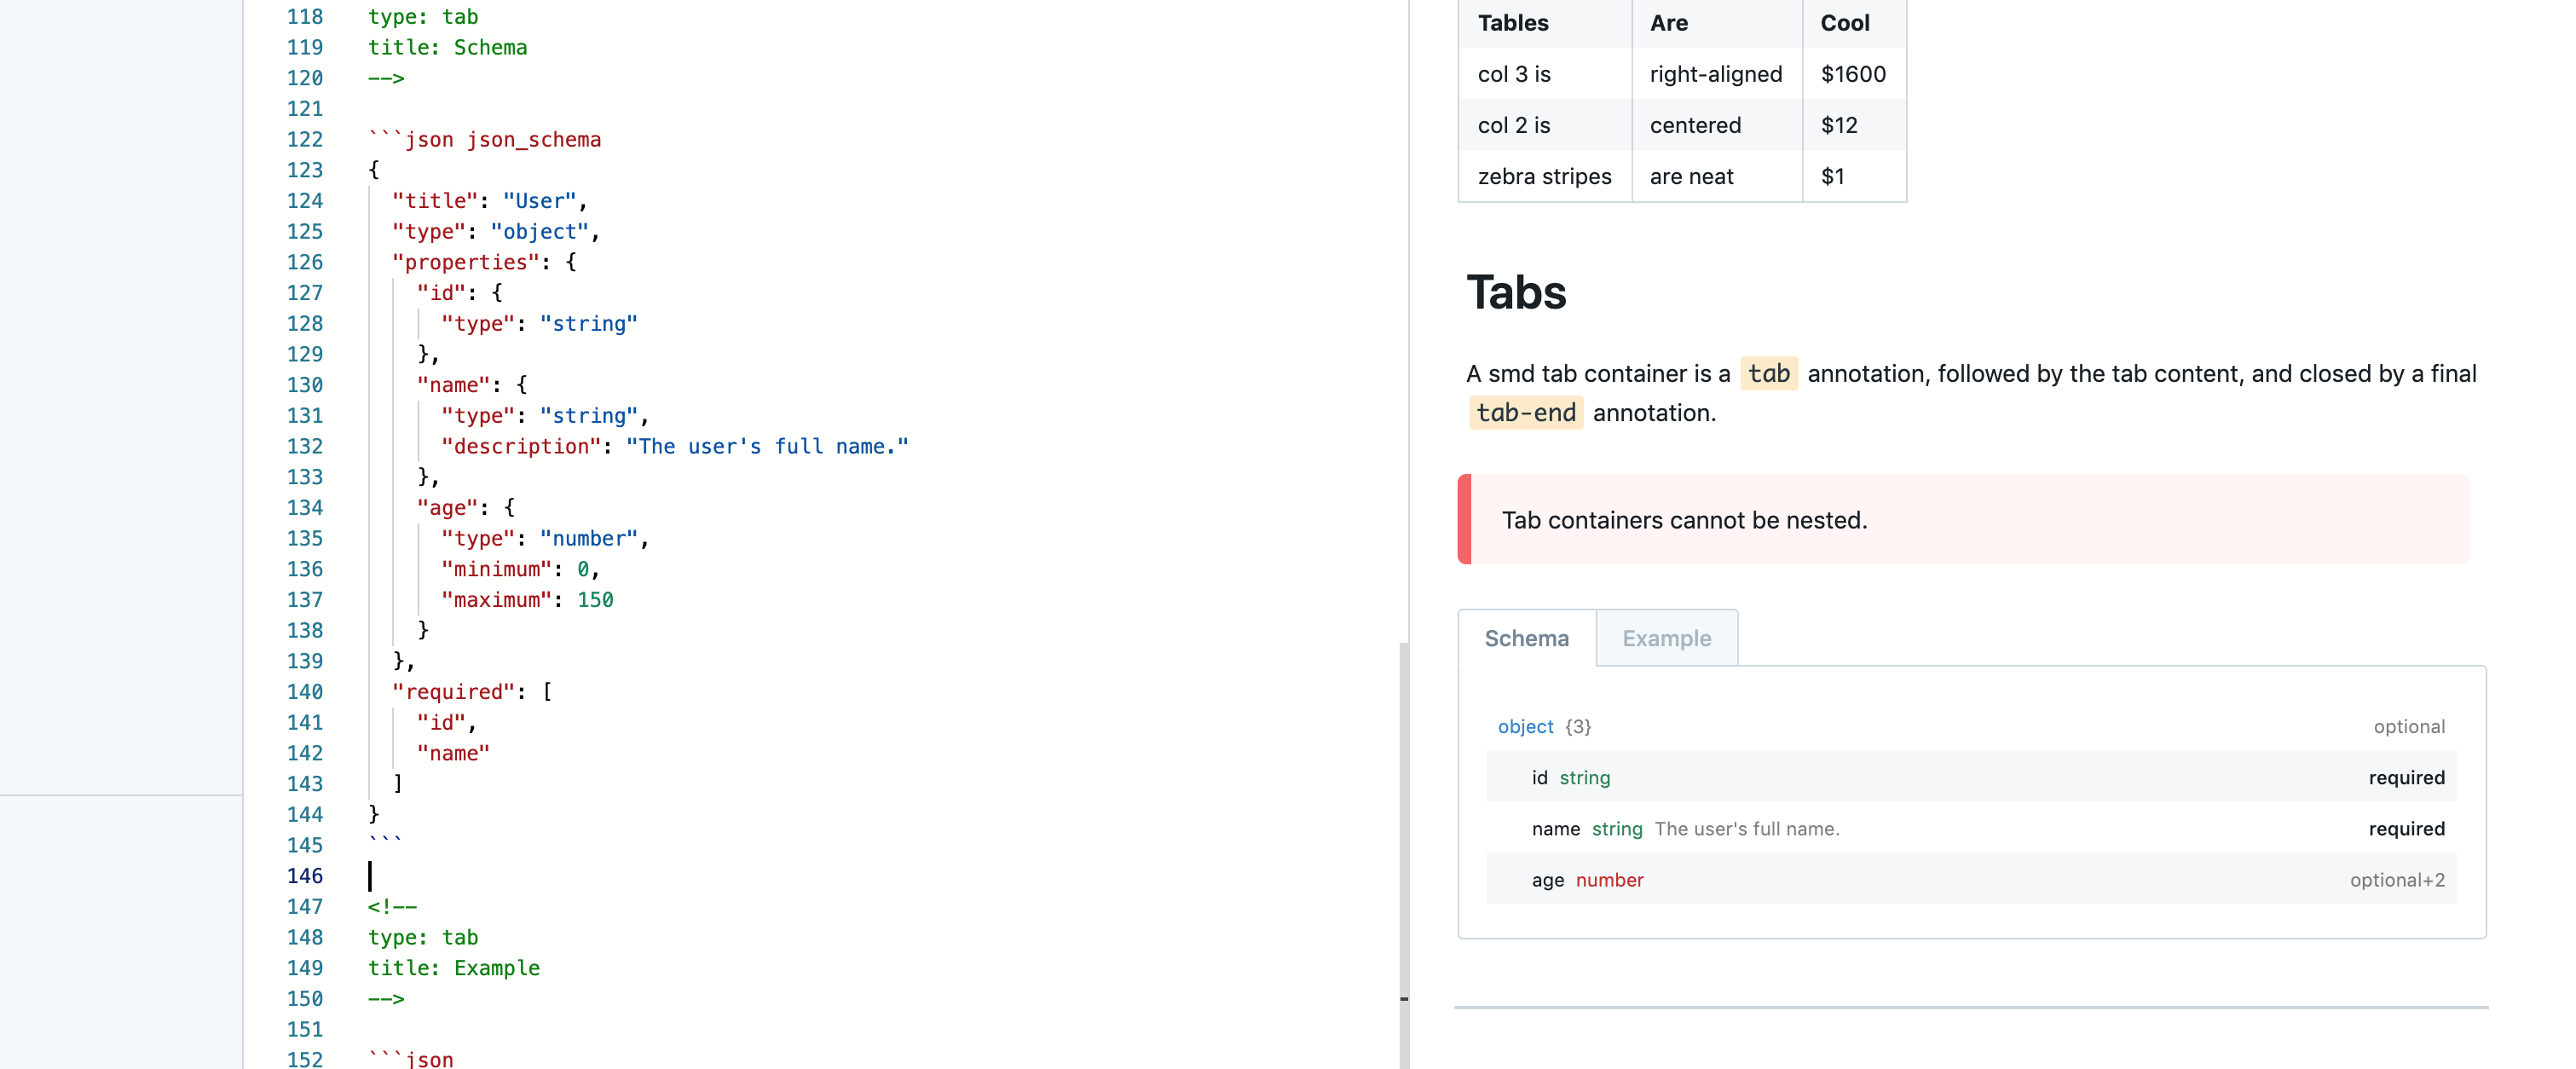 118 type: tab
119 title: Schema
120 -->
121
122 ```json json_schema
123 {
124 "title": "User",
125 "type": "object",
126 "properties": {
127 "id": {
128 "type": "string"
129 },
130 "name": {
131 "type": "string",
132 "description": "The user's full name."
133 },
134 "age": {
135 "type": "number",
136 "minimum": 0,
137 "maximum": 150
138 }
139 },
140 "required": [
141 "id",
142 "name"
143 ]
144 }
145 ```
146
147 <!--
148 type: tab
149 title: Example
150 -->
151
152 ```json
Tables Are Cool
col 3 is right-aligned $1600
col 2 is centered $12
zebra stripes are neat $1
Tabs
A smd tab container is a tab annotation, followed by the tab content, and closed by a final
tab-end annotation.
Tab containers cannot be nested.
Schema Example
object {3} optional
id string required
name string The user's full name. required
age number optional+2